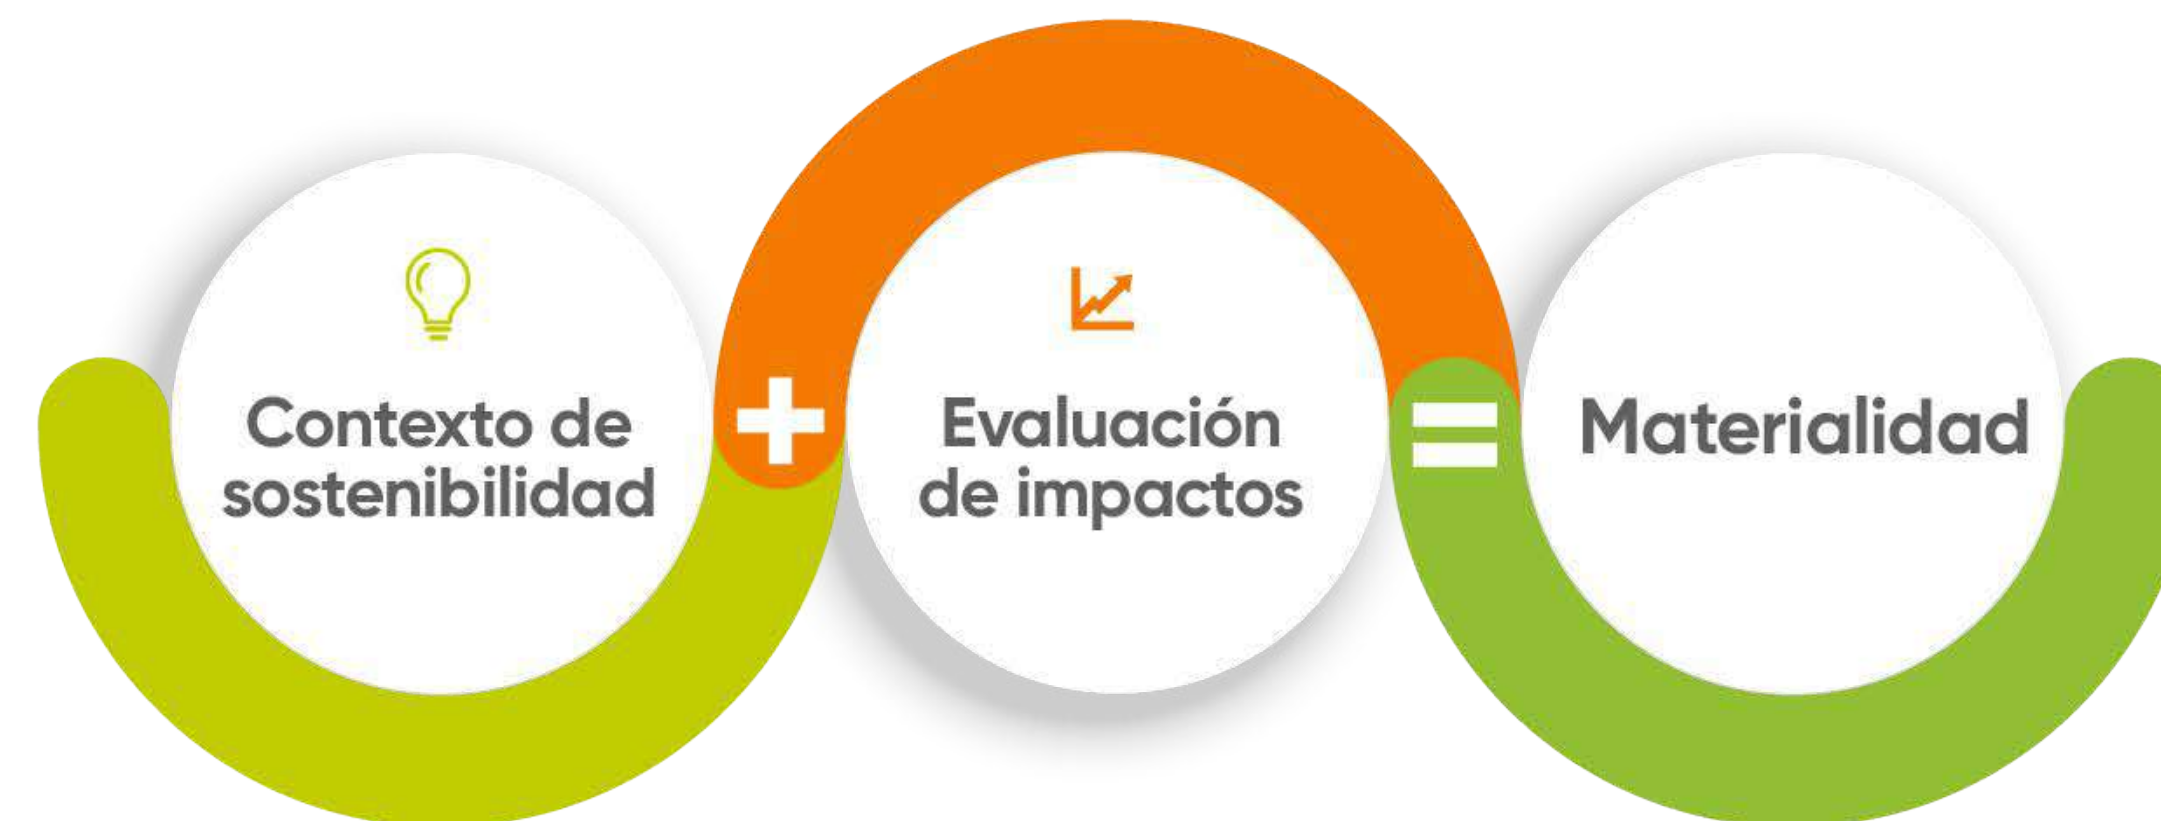 Contexto de
sostenibilidad
+
Evaluación
de impactos
=
Materialidad